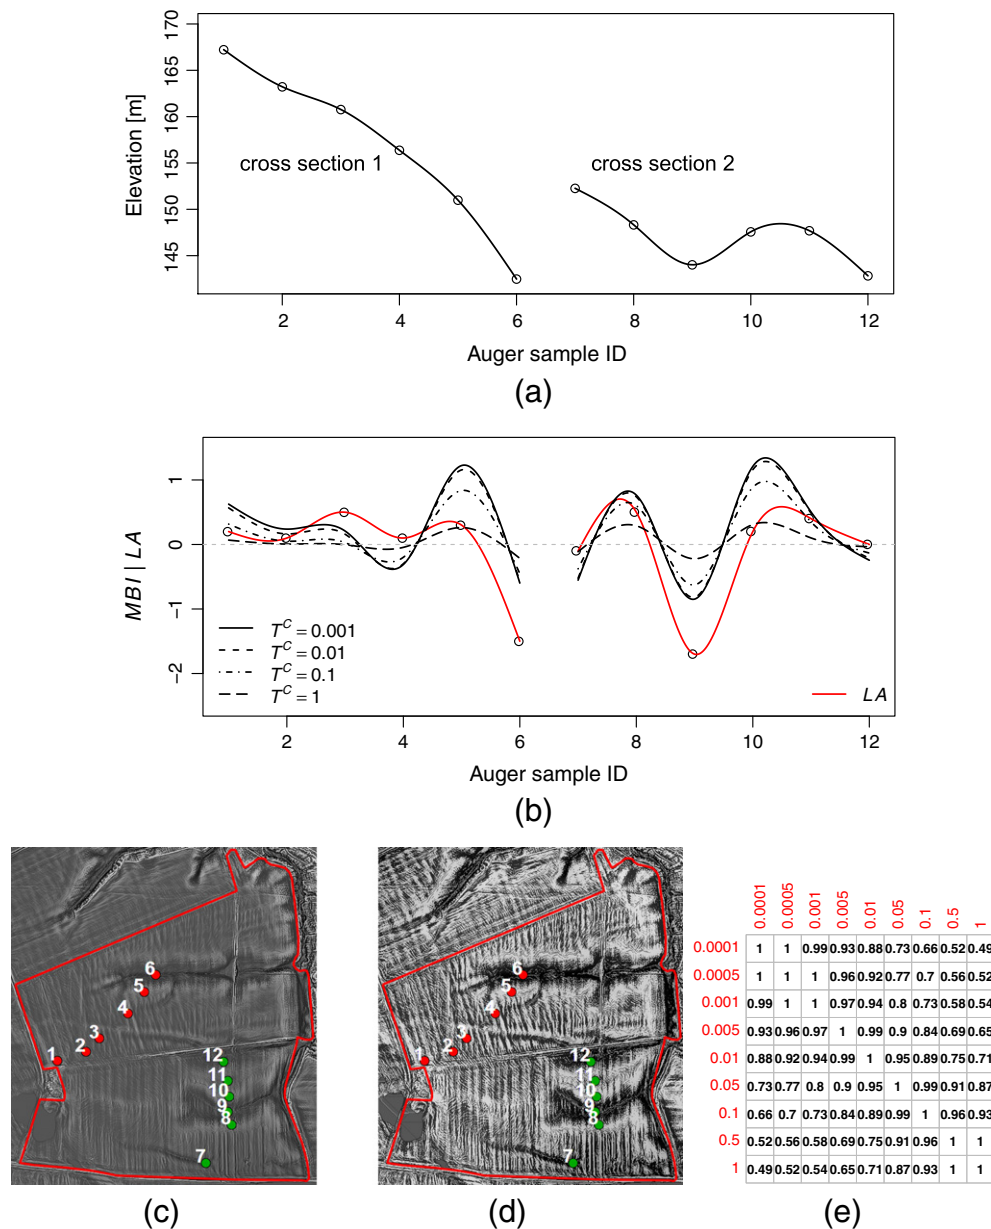 170
165
160
155
150
145
Elevation [m]
cross section 1
cross section 2
2 4 6 8 10 12
Auger sample ID
(a)
1
0
−1
−2
MBI | LA
T^C = 0.001
T^C = 0.01
T^C = 0.1
T^C = 1
LA
2 4 6 8 10 12
Auger sample ID
(b)
6
5
4
3
2
1
12
11
10
9
8
7
(c)
6
5
4
3
2
1
12
11
10
9
8
7
(d)
0.0001 0.0005 0.001 0.005 0.01 0.05 0.1 0.5 1
0.0001 1 1 0.99 0.93 0.88 0.73 0.66 0.52 0.49
0.0005 1 1 1 0.96 0.92 0.77 0.7 0.56 0.52
0.001 0.99 1 1 0.97 0.94 0.8 0.73 0.58 0.54
0.005 0.93 0.96 0.97 1 0.99 0.9 0.84 0.69 0.65
0.01 0.88 0.92 0.94 0.99 1 0.95 0.89 0.75 0.71
0.05 0.73 0.77 0.8 0.9 0.95 1 0.99 0.91 0.87
0.1 0.66 0.7 0.73 0.84 0.89 0.99 1 0.96 0.93
0.5 0.52 0.56 0.58 0.69 0.75 0.91 0.96 1 1
1 0.49 0.52 0.54 0.65 0.71 0.87 0.93 1 1
(e)